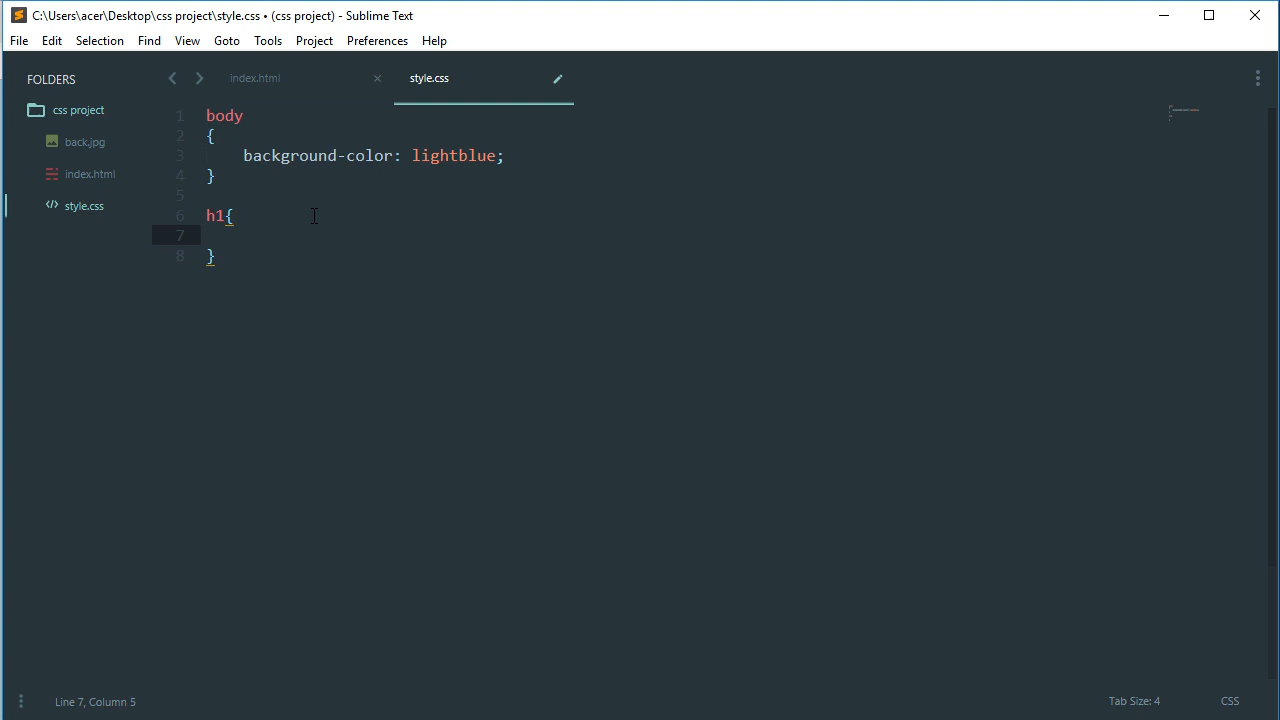 C:\Users\acer\Desktop\css project\style.css • (css project) - Sublime Text
File Edit Selection Find View Goto Tools Project Preferences Help
FOLDERS
css project
back.jpg
index.html
style.css
index.html
style.css
1 body
2 {
3 background-color: lightblue;
4 }
5
6 h1{
7
8 }
Line 7, Column 5
Tab Size: 4
CSS